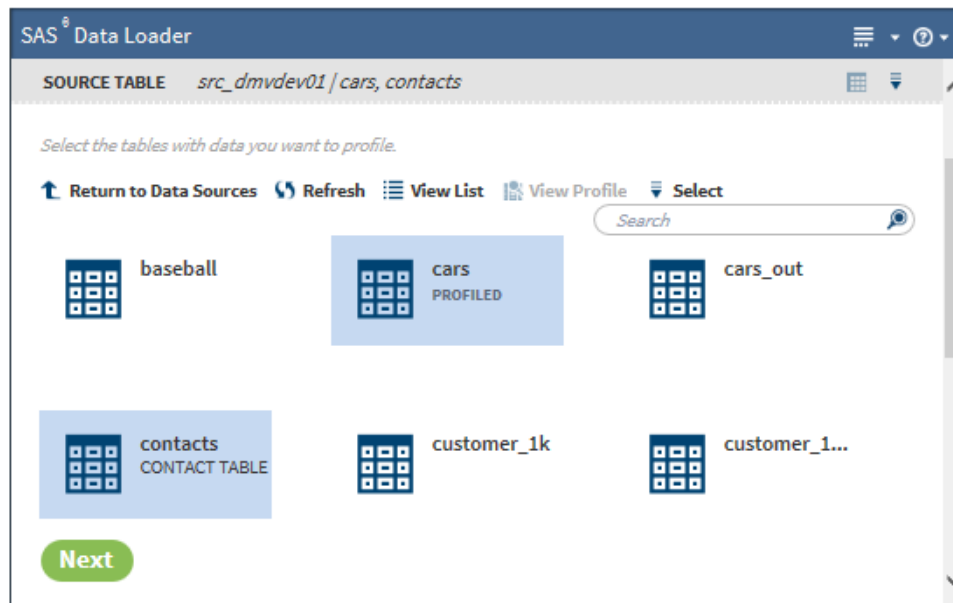 SAS® Data Loader
SOURCE TABLE src_dmvdev01 | cars, contacts
Select the tables with data you want to profile.
Return to Data Sources Refresh View List View Profile Select
Search
baseball
cars
PROFILED
cars_out
contacts
CONTACT TABLE
customer_1k
customer_1...
Next